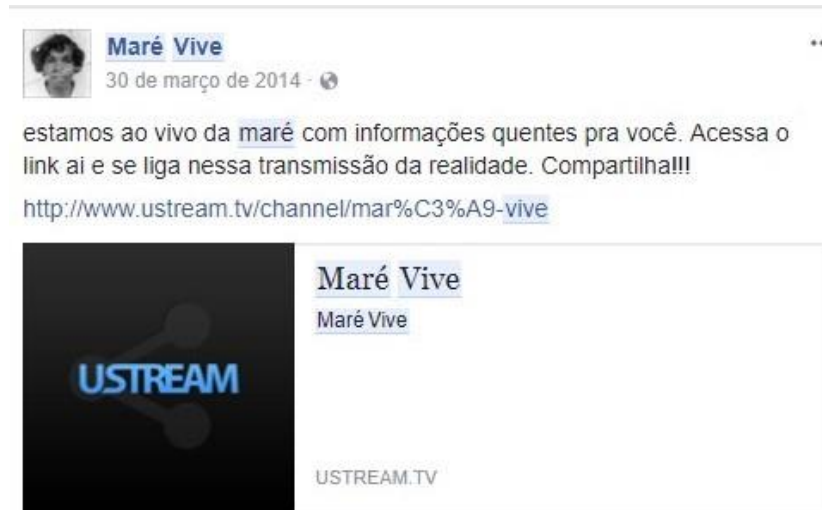 Maré Vive
30 de março de 2014 ·
estamos ao vivo da maré com informações quentes pra você. Acessa o
link ai e se liga nessa transmissão da realidade. Compartilha!!!
http://www.ustream.tv/channel/mar%C3%A9-vive
Maré Vive
Maré Vive
USTREAM
USTREAM.TV